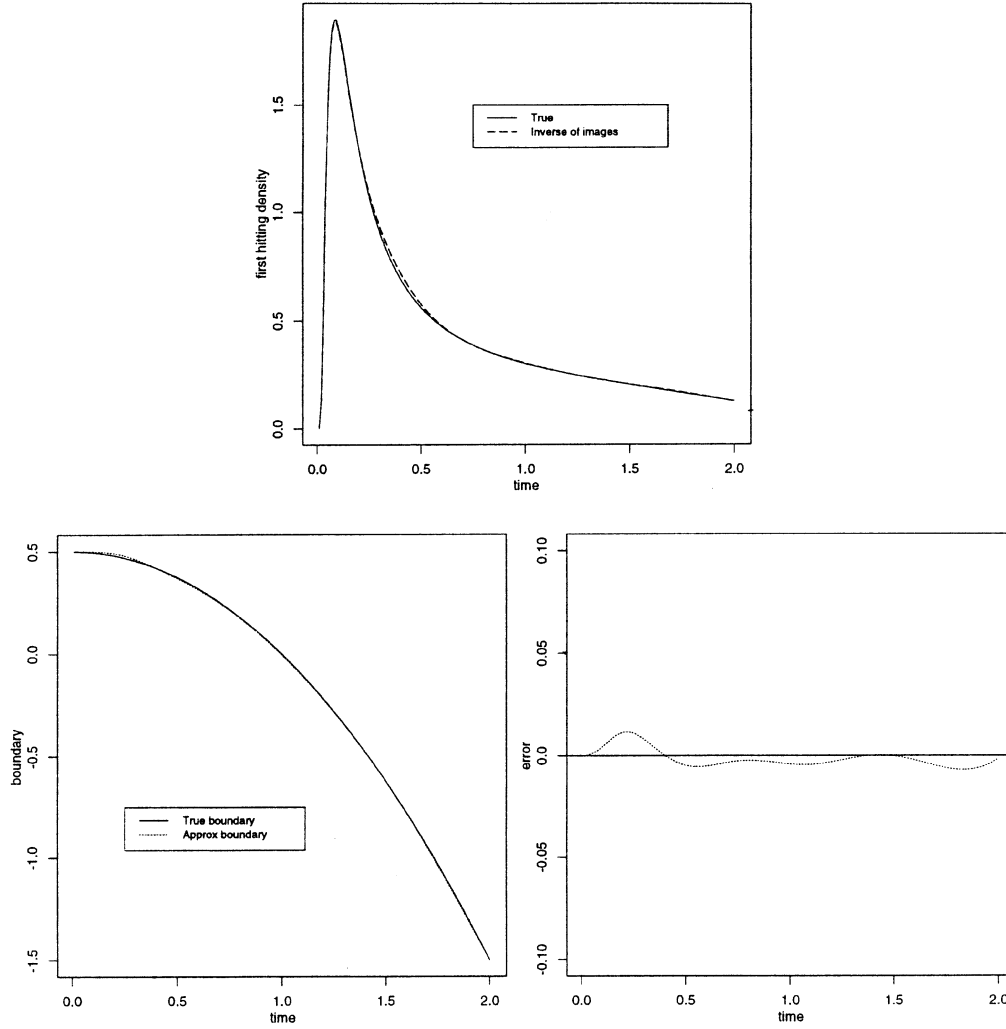 first hitting density
1.5
1.0
0.5
0.0
True
Inverse of images
0.0 0.5 1.0 1.5 2.0
time
boundary
0.5
0.0
-0.5
-1.0
-1.5
True boundary
Approx boundary
0.0 0.5 1.0 1.5 2.0
time
error
0.10
0.05
0.0
-0.05
-0.10
0.0 0.5 1.0 1.5 2.0
time